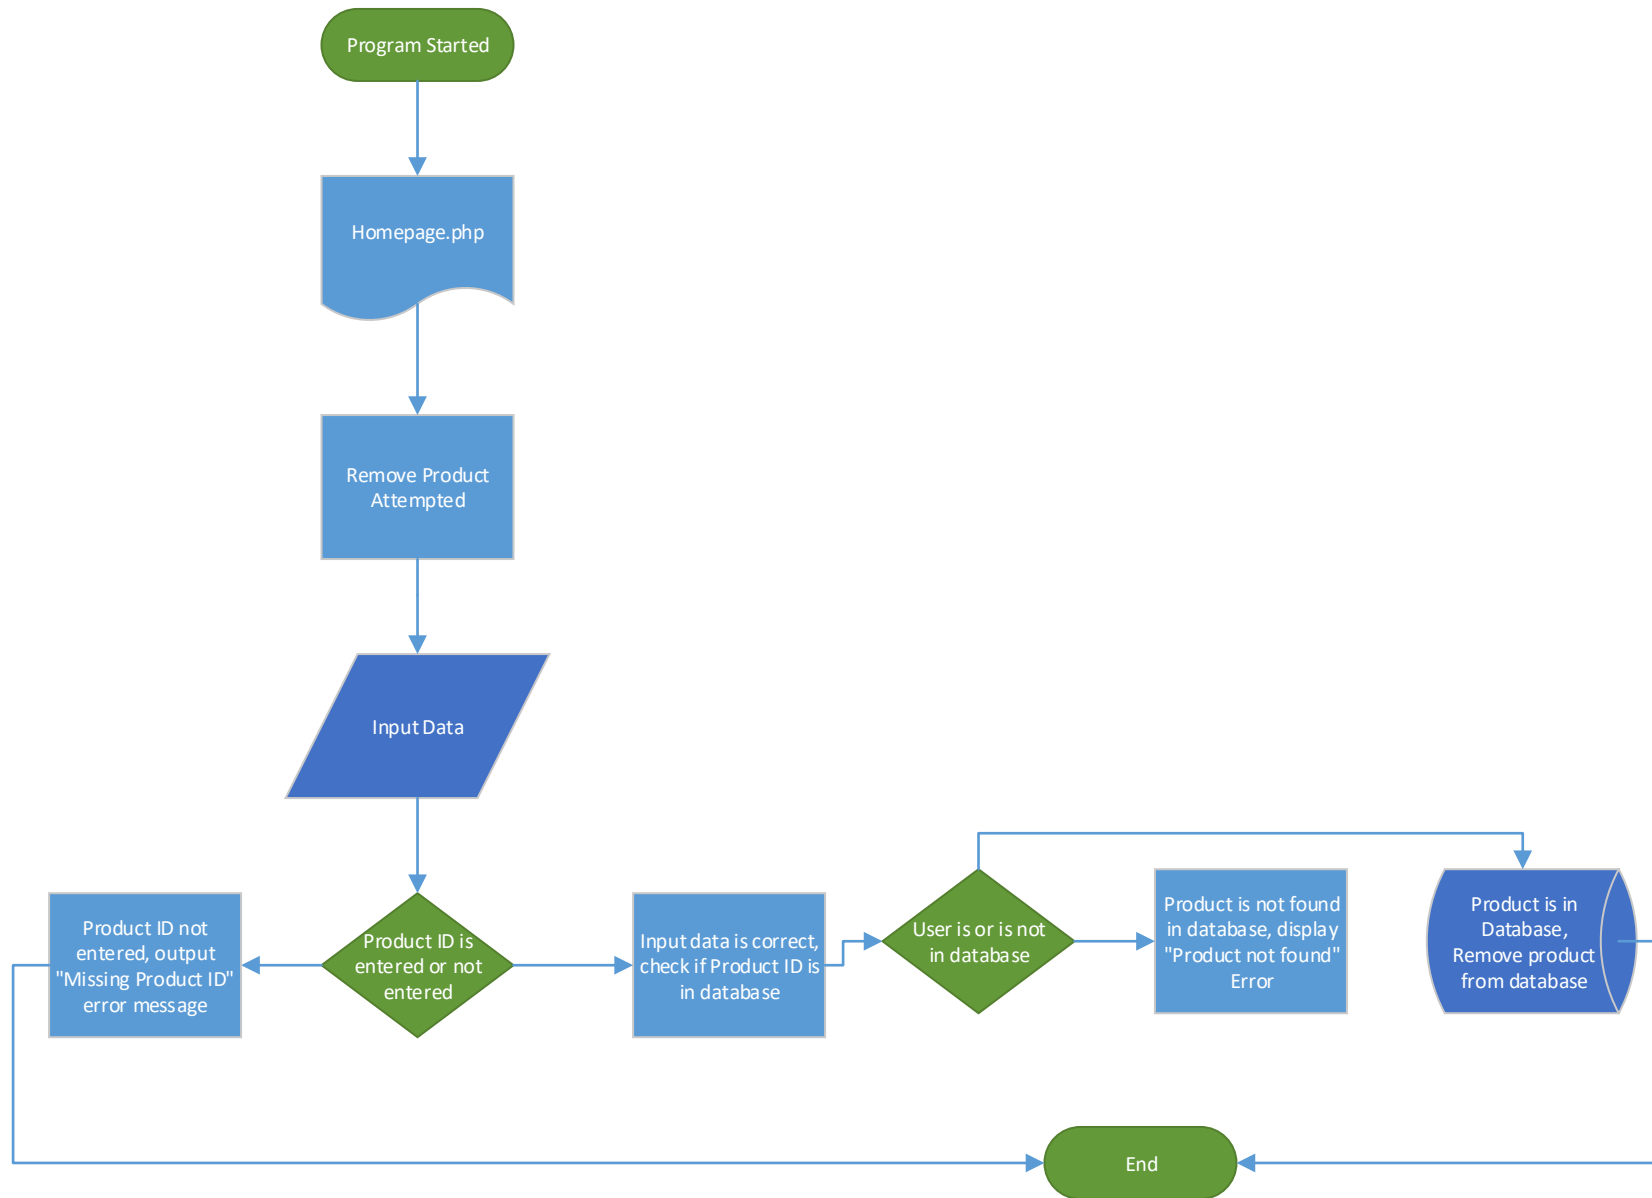 Program Started
Homepage.php
Remove Product
Attempted
Input Data
Product ID not
entered, output
"Missing Product ID"
error message
Product ID is
entered or not
entered
Input data is correct,
check if Product ID is
in database
User is or is not
in database
Product is not found
in database, display
"Product not found"
Error
Product is in
Database,
Remove product
from database
End